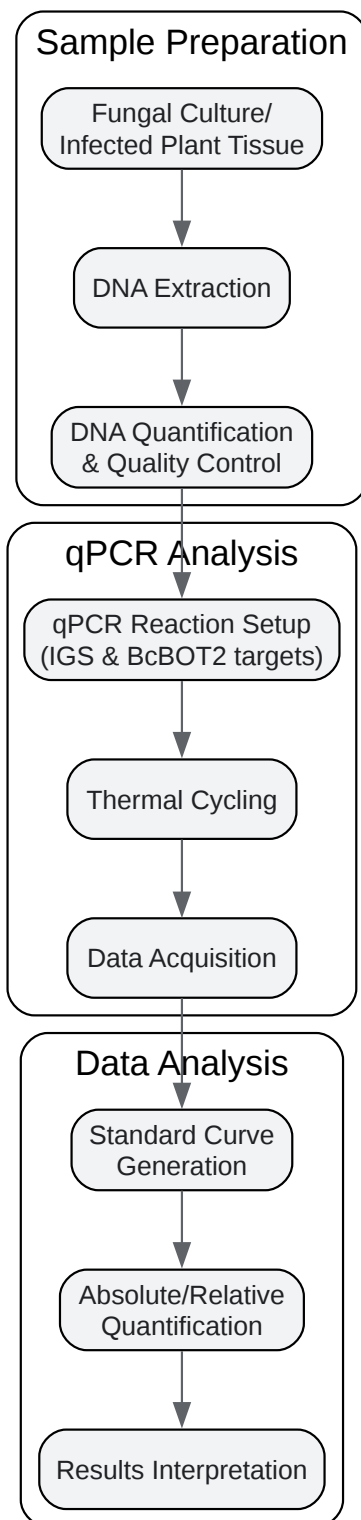 Sample Preparation
Fungal Culture/
Infected Plant Tissue
DNA Extraction
DNA Quantification
& Quality Control
qPCR Analysis
qPCR Reaction Setup
(IGS & BcBOT2 targets)
Thermal Cycling
Data Acquisition
Data Analysis
Standard Curve
Generation
Absolute/Relative
Quantification
Results Interpretation